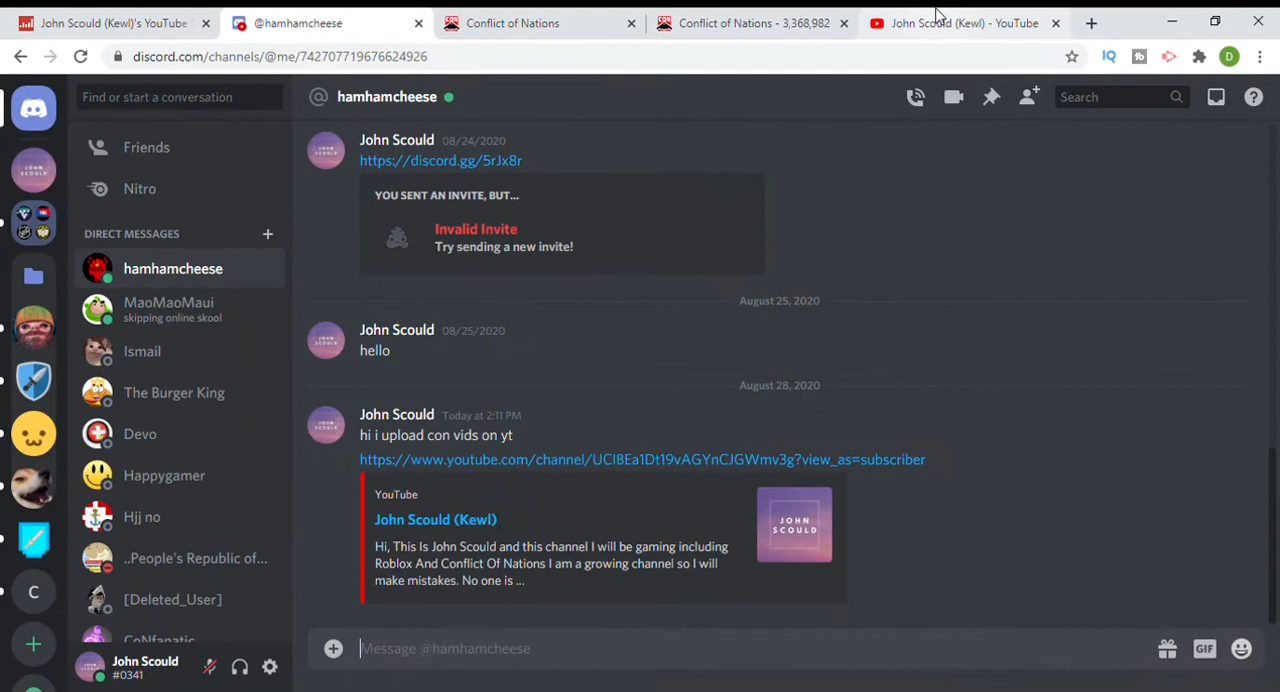 John Scould (Kewl)'s YouTube S
@hamhamcheese
Conflict of Nations
Conflict of Nations - 3,368,982
John Scould (Kewl) - YouTube
discord.com/channels/@me/742707719676624926
IQ
tb
D
Find or start a conversation
Friends
Nitro
DIRECT MESSAGES
hamhamcheese
MaoMaoMaui
skipping online skool
Ismail
The Burger King
Devo
Happygamer
Hjj no
..People's Republic of...
[Deleted_User]
CoNfanatic
John Scould
#0341
JOHN
SCOULD
C
hamhamcheese
Search
John Scould 08/24/2020
https://discord.gg/5rJx8r
YOU SENT AN INVITE, BUT...
Invalid Invite
Try sending a new invite!
August 25, 2020
John Scould 08/25/2020
hello
August 28, 2020
John Scould Today at 2:11 PM
hi i upload con vids on yt
https://www.youtube.com/channel/UClBEa1Dt19vAGYnCJGWmv3g?view_as=subscriber
YouTube
John Scould (Kewl)
Hi, This Is John Scould and this channel I will be gaming including
Roblox And Conflict Of Nations I am a growing channel so I will
make mistakes. No one is ...
JOHN
SCOULD
Message @hamhamcheese
GIF